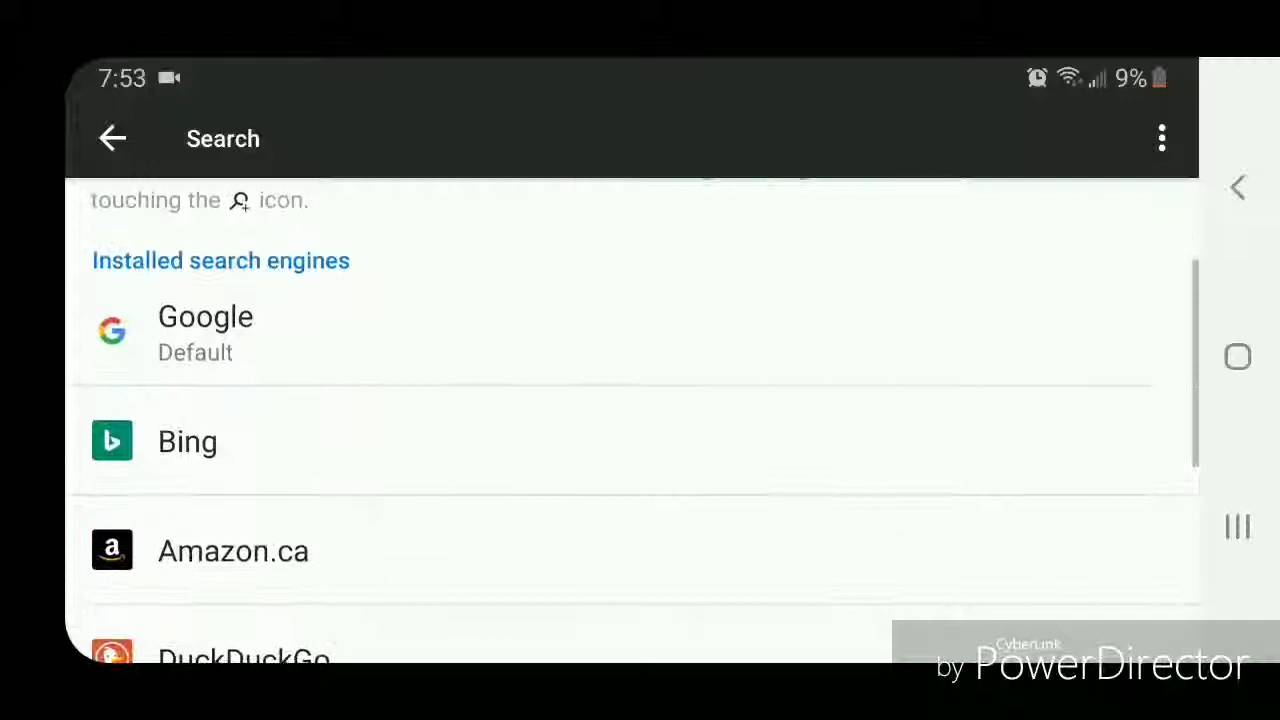 7:53 9%
Search
touching the icon.
Installed search engines
Google
Default
Bing
Amazon.ca
DuckDuckGo
CyberLink
by PowerDirector